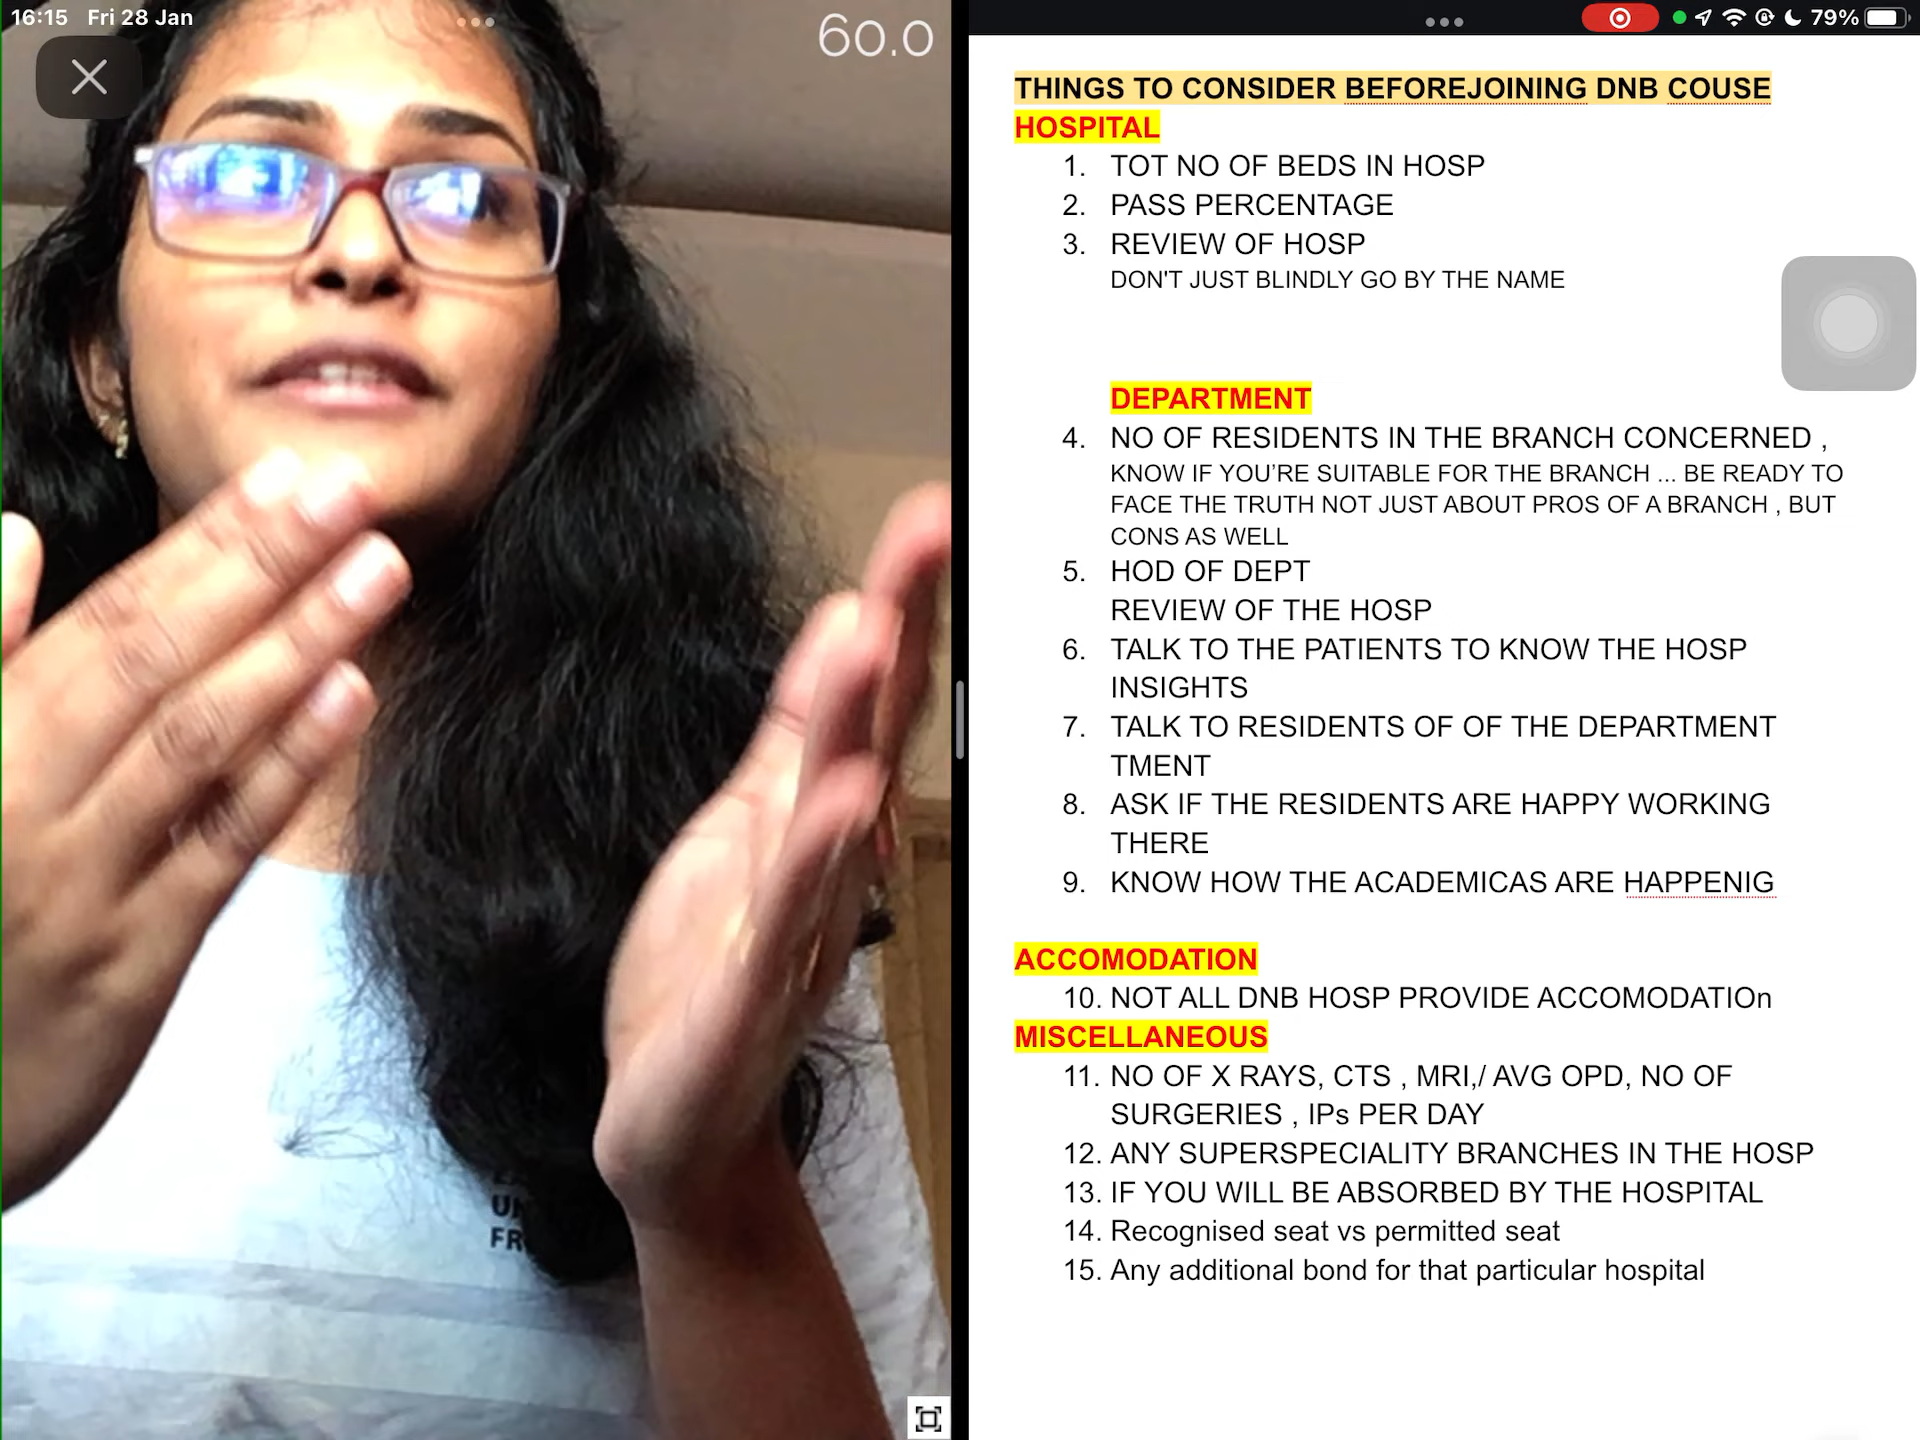 16:15 Fri 28 Jan
60.0
79%
THINGS TO CONSIDER BEFOREJOINING DNB COUSE
HOSPITAL
1. TOT NO OF BEDS IN HOSP
2. PASS PERCENTAGE
3. REVIEW OF HOSP
DON'T JUST BLINDLY GO BY THE NAME
DEPARTMENT
4. NO OF RESIDENTS IN THE BRANCH CONCERNED ,
KNOW IF YOU’RE SUITABLE FOR THE BRANCH ... BE READY TO
FACE THE TRUTH NOT JUST ABOUT PROS OF A BRANCH , BUT
CONS AS WELL
5. HOD OF DEPT
REVIEW OF THE HOSP
6. TALK TO THE PATIENTS TO KNOW THE HOSP
INSIGHTS
7. TALK TO RESIDENTS OF OF THE DEPARTMENT
TMENT
8. ASK IF THE RESIDENTS ARE HAPPY WORKING
THERE
9. KNOW HOW THE ACADEMICAS ARE HAPPENIG
ACCOMODATION
10. NOT ALL DNB HOSP PROVIDE ACCOMODATIOn
MISCELLANEOUS
11. NO OF X RAYS, CTS , MRI,/ AVG OPD, NO OF
SURGERIES , IPs PER DAY
12. ANY SUPERSPECIALITY BRANCHES IN THE HOSP
13. IF YOU WILL BE ABSORBED BY THE HOSPITAL
14. Recognised seat vs permitted seat
15. Any additional bond for that particular hospital